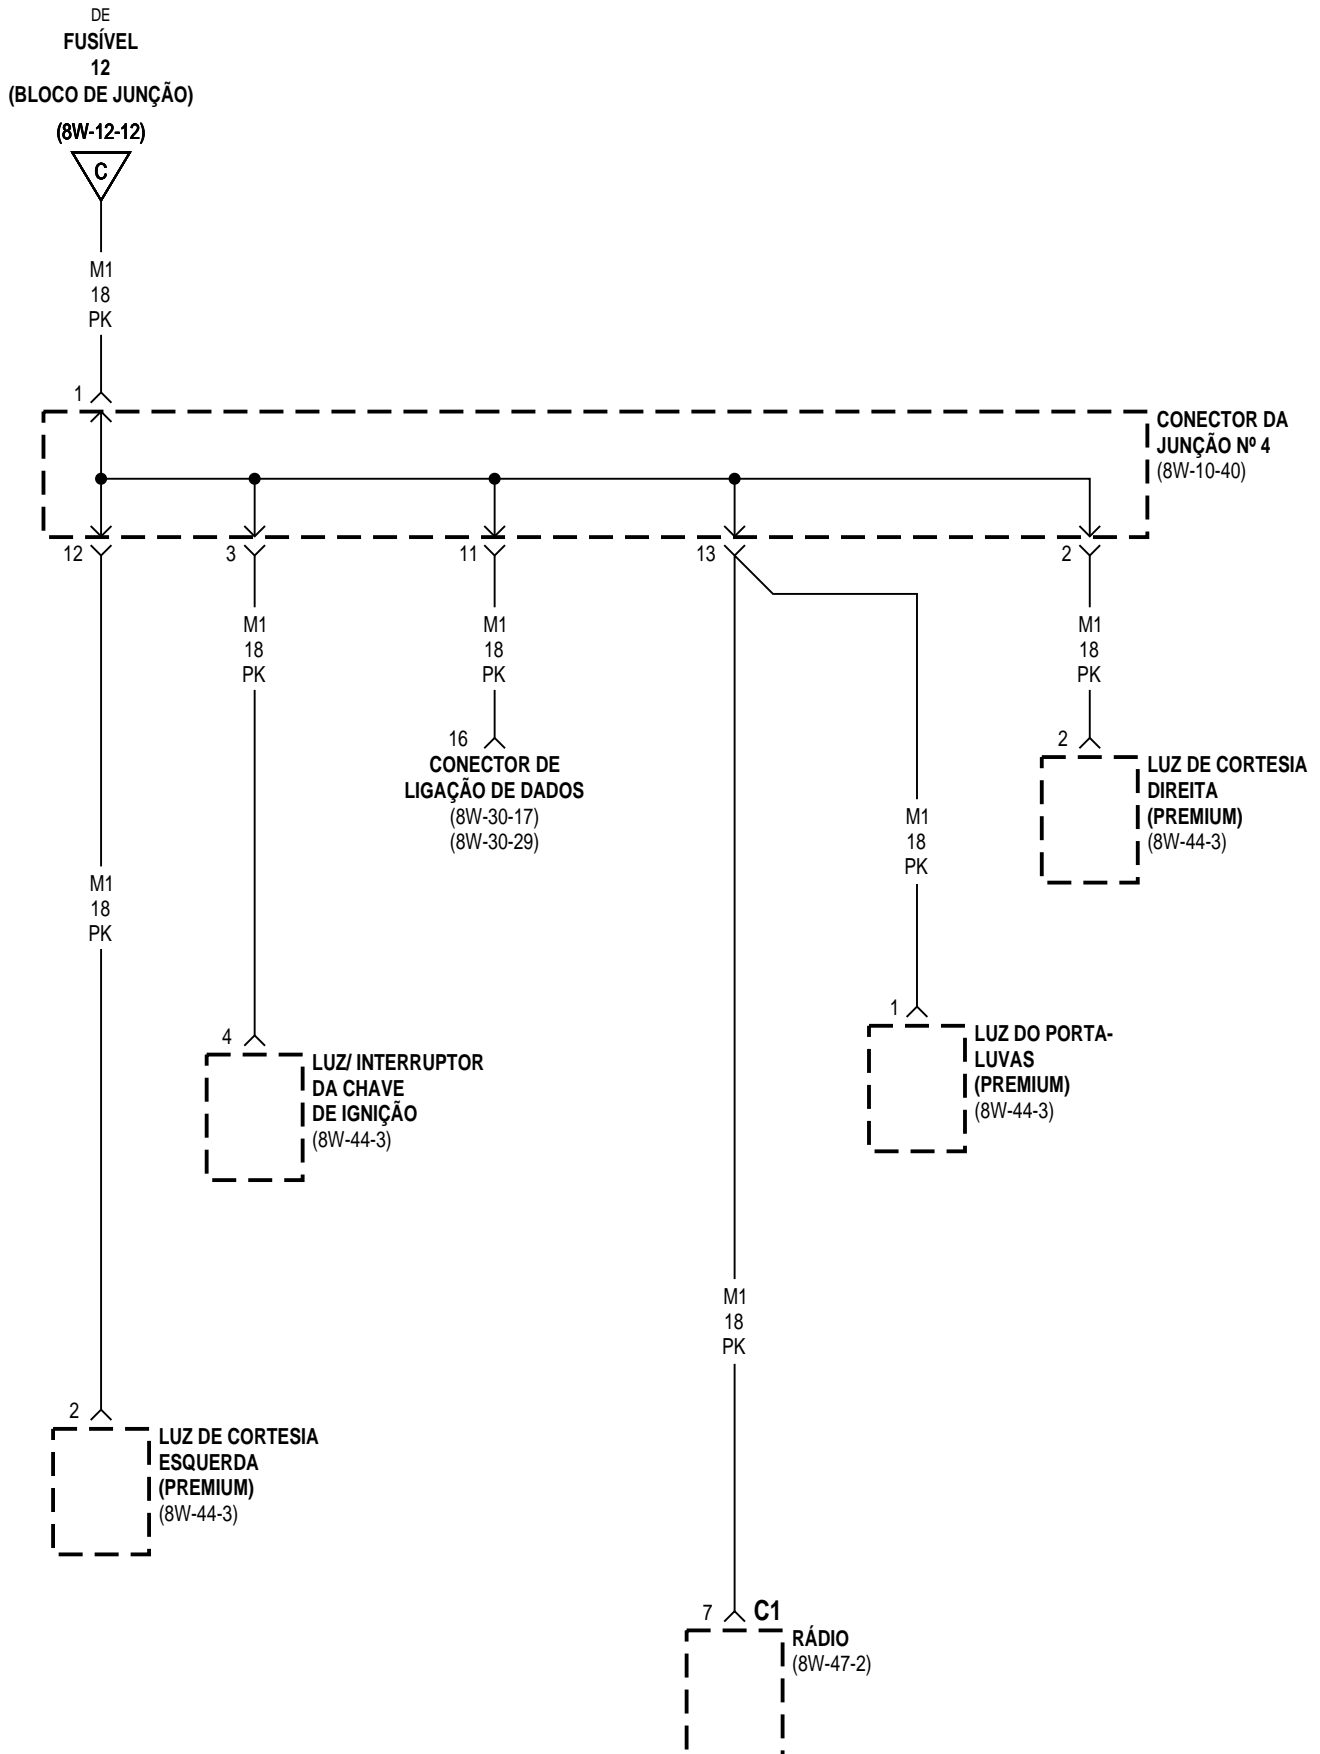 DE
FUSÍVEL
12
(BLOCO DE JUNÇÃO)
(8W-12-12)
C
M1
18
PK
1
CONECTOR DA
JUNÇÃO Nº 4
(8W-10-40)
12
3
11
13
2
M1
18
PK
M1
18
PK
M1
18
PK
16
CONECTOR DE
LIGAÇÃO DE DADOS
(8W-30-17)
(8W-30-29)
2
LUZ DE CORTESIA
DIREITA
(PREMIUM)
(8W-44-3)
M1
18
PK
M1
18
PK
1
LUZ DO PORTA-
LUVAS
(PREMIUM)
(8W-44-3)
4
LUZ/ INTERRUPTOR
DA CHAVE
DE IGNIÇÃO
(8W-44-3)
M1
18
PK
2
LUZ DE CORTESIA
ESQUERDA
(PREMIUM)
(8W-44-3)
7
C1
RÁDIO
(8W-47-2)